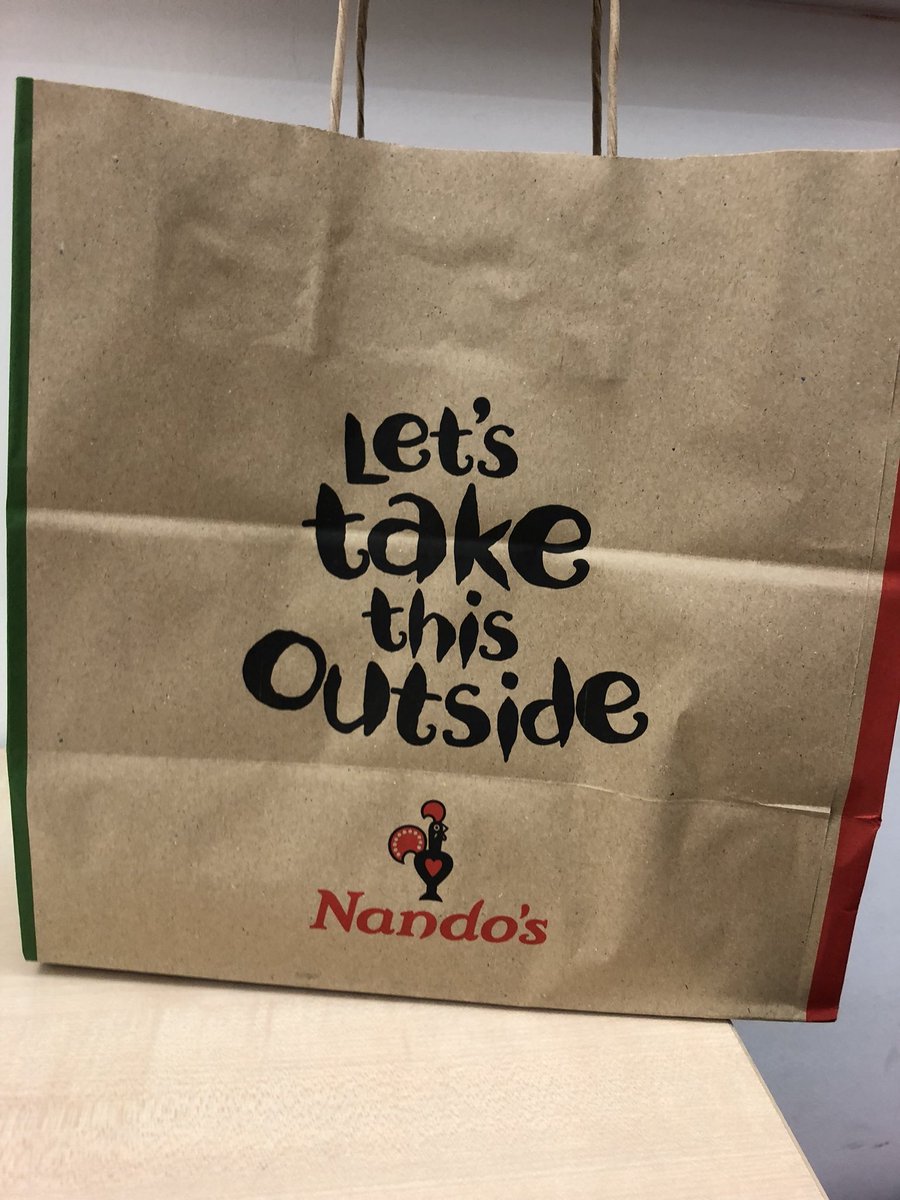 Let's
take
this
Outside
Nando's